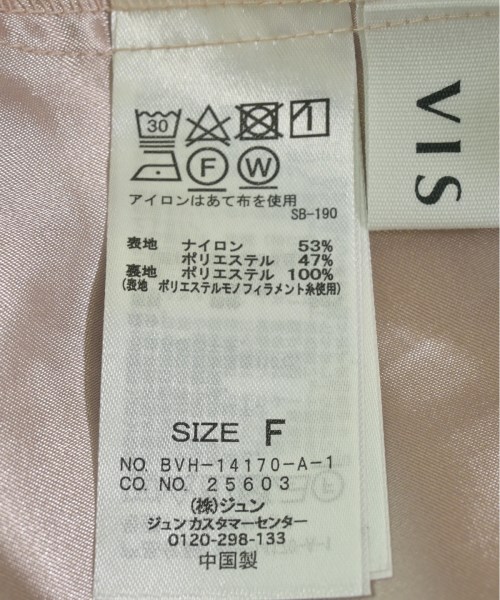 30
F W
アイロンはあて布を使用
SB-190
表地 ナイロン 53%
ポリエステル 47%
裏地 ポリエステル 100%
(表地 ポリエステルモノフィラメント糸使用)
SIZE F
NO. BVH-14170-A-1
CO. NO. 25603
(株)ジュン
ジュンカスタマーセンター
0120-298-133
中国製
VIS